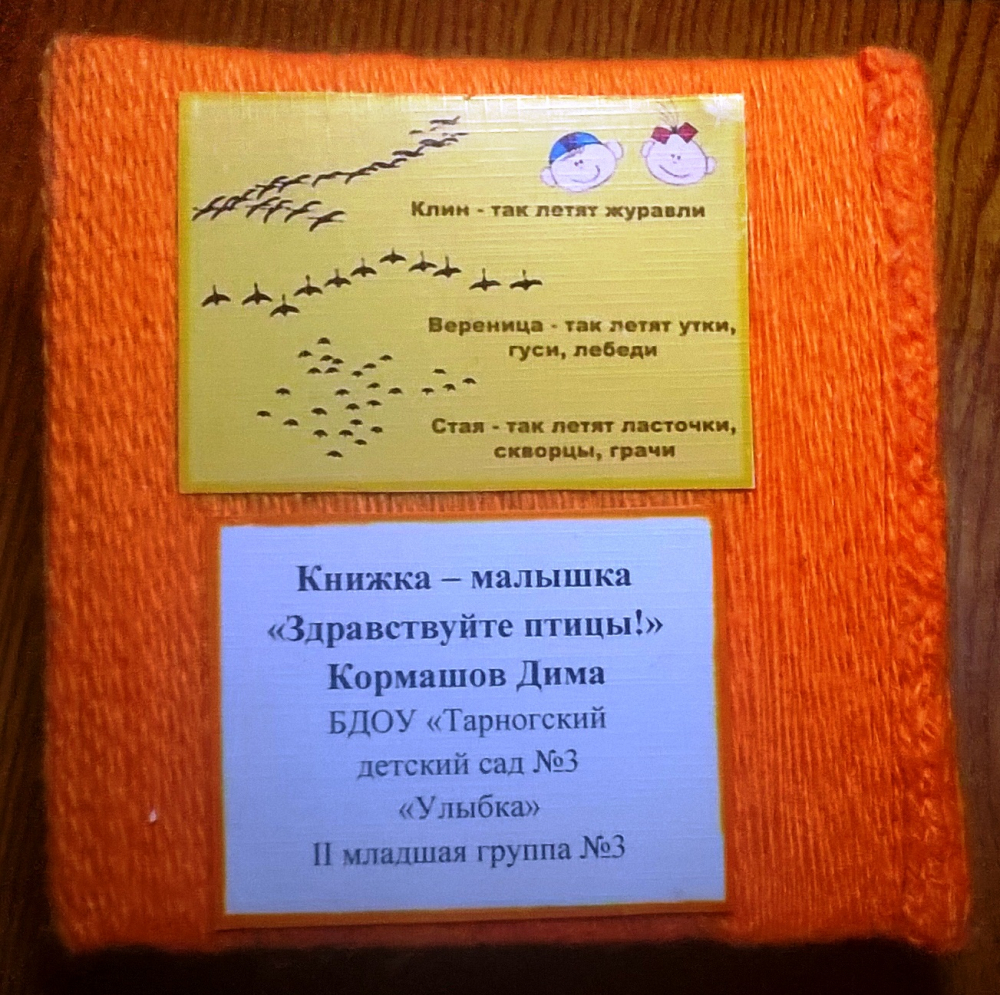 Клин - так летят журавли
Вереница - так летят утки,
гуси, лебеди
Стая - так летят ласточки,
скворцы, грачи
Книжка – малышка
«Здравствуйте птицы!»
Кормашов Дима
БДОУ «Тарногский
детский сад №3
«Улыбка»
II младшая группа №3